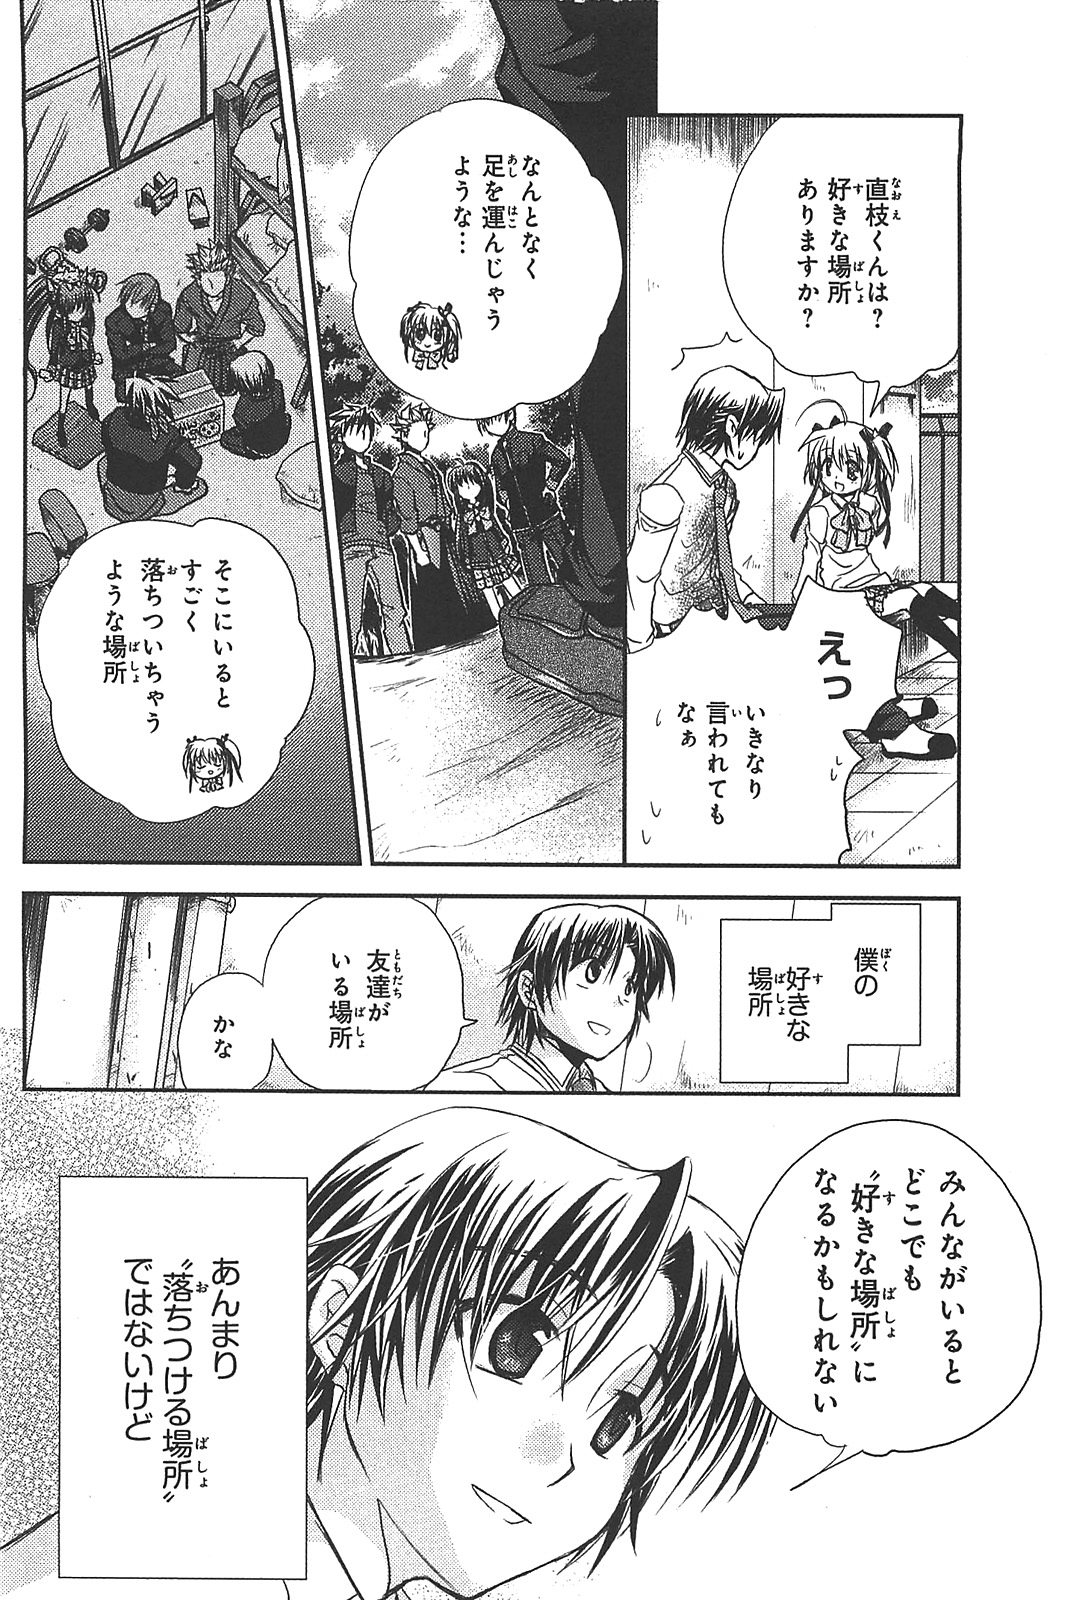 直枝くんは？
好きな場所
ありますか？
えっ
いきなり
言われても
なぁ
なんとなく
足を運んじゃう
ような…
そこにいると
すごく
落ちついちゃう
ような場所
僕の
好きな
場所
友達が
いる場所
かな
みんながいると
どこでも
〝好きな場所〟に
なるかもしれない
あんまり
〝落ちつける場所〟
ではないけど